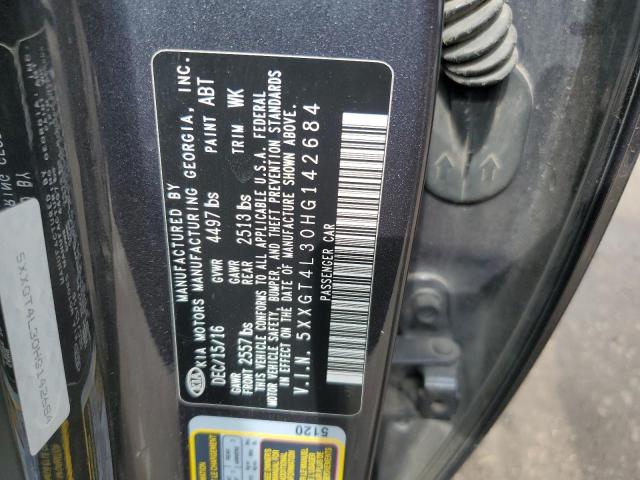 MANUFACTURED BY
KIA KIA MOTORS MANUFACTURING GEORGIA, INC.
DEC/15/16 GVWR 4497 lbs PAINT ABT
GAWR FRONT 2557 lbs GAWR REAR 2513 lbs TRIM WK
THIS VEHICLE CONFORMS TO ALL APPLICABLE U.S.A. FEDERAL
MOTOR VEHICLE SAFETY, BUMPER, AND THEFT PREVENTION STANDARDS
IN EFFECT ON THE DATE OF MANUFACTURE SHOWN ABOVE.
V.I.N. 5XXGT4L30HG142684
PASSENGER CAR
5120
5XXGT4L30HG142684